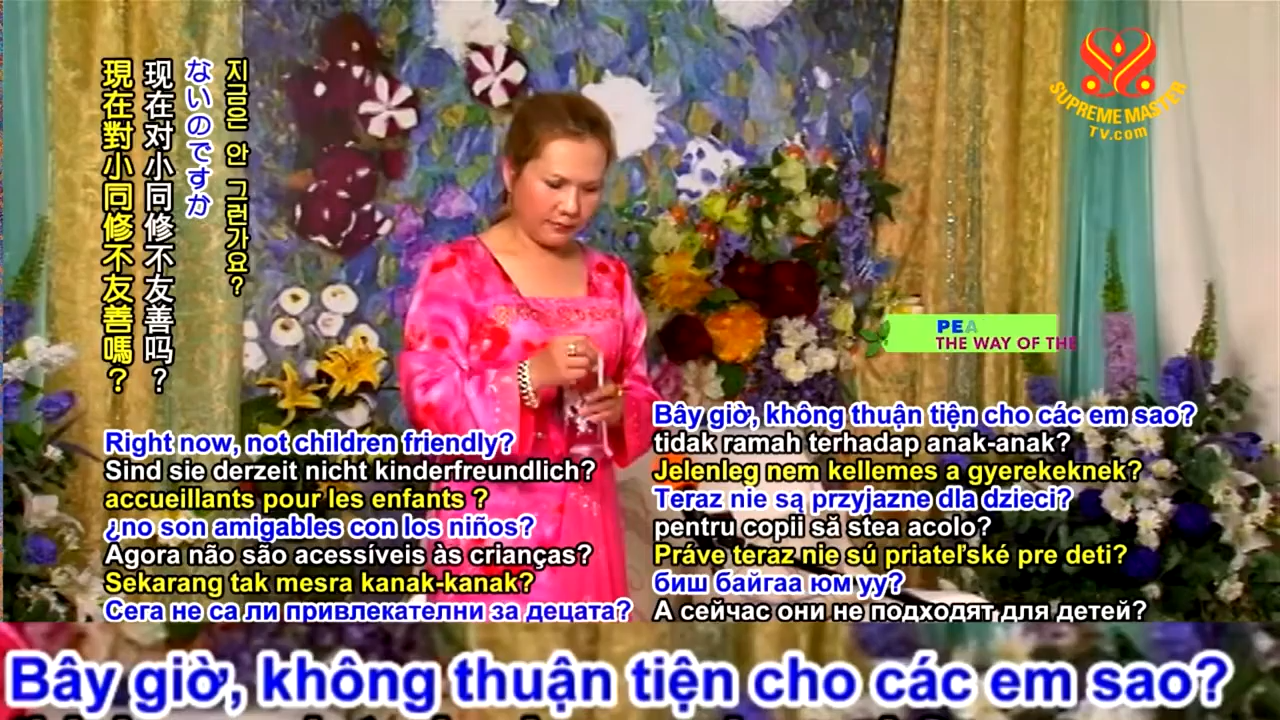 現在對小同修不友善嗎？
现在对小同修不友善吗？
ないのですか
지금은 안 그런가요?
SUPREME MASTER
TV.com
PEA
THE WAY OF THE
Right now, not children friendly?
Sind sie derzeit nicht kinderfreundlich?
accueillants pour les enfants ?
¿no son amigables con los niños?
Agora não são acessíveis às crianças?
Sekarang tak mesra kanak-kanak?
Сега не са ли привлекателни за децата?
Bây giờ, không thuận tiện cho các em sao?
tidak ramah terhadap anak-anak?
Jelenleg nem kellemes a gyerekeknek?
Teraz nie są przyjazne dla dzieci?
pentru copii să stea acolo?
Práve teraz nie sú priateľské pre deti?
биш байгаа юм уу?
А сейчас они не подходят для детей?
Bây giờ, không thuận tiện cho các em sao?